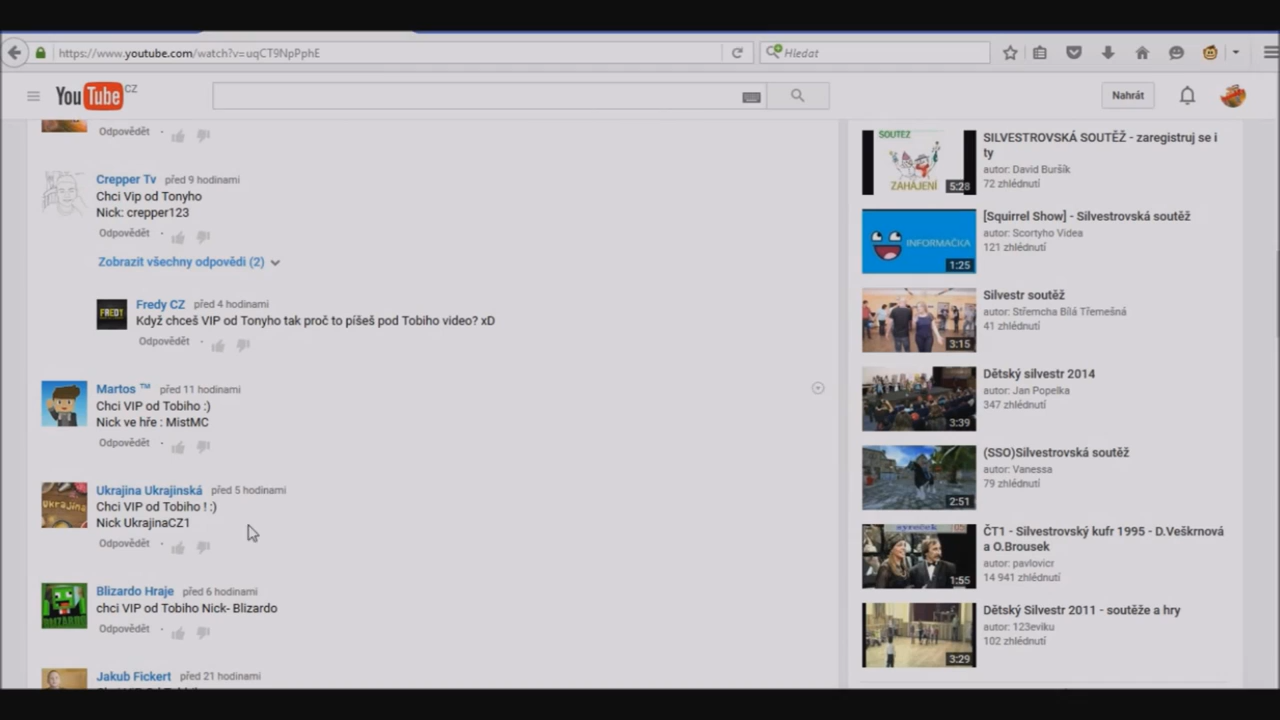 https://www.youtube.com/watch?v=uqCT9NpPphE
Hledat
YouTube CZ
Nahrát
Odpovědět
Crepper Tv před 9 hodinami
Chci Vip od Tonyho
Nick: crepper123
Odpovědět
Zobrazit všechny odpovědi (2)
Fredy CZ před 4 hodinami
Když chceš VIP od Tonyho tak proč to píšeš pod Tobiho video? xD
Odpovědět
Martos ™ před 11 hodinami
Chci VIP od Tobiho :)
Nick ve hře : MistMC
Odpovědět
Ukrajina Ukrajinská před 5 hodinami
Chci VIP od Tobiho ! :)
Nick UkrajinaCZ1
Odpovědět
Blizardo Hraje před 6 hodinami
chci VIP od Tobiho Nick- Blizardo
Odpovědět
Jakub Fickert před 21 hodinami
SOUTĚŽ
ZAHÁJENÍ
5:28
SILVESTROVSKÁ SOUTĚŽ - zaregistruj se i
ty
autor: David Buršík
72 zhlédnutí
INFORMAČKA
1:25
[Squirrel Show] - Silvestrovská soutěž
autor: Scortyho Videa
121 zhlédnutí
3:15
Silvestr soutěž
autor: Střemcha Bílá Třemešná
41 zhlédnutí
3:39
Dětský silvestr 2014
autor: Jan Popelka
347 zhlédnutí
2:51
(SSO)Silvestrovská soutěž
autor: Vanessa
79 zhlédnutí
1:55
ČT1 - Silvestrovský kufr 1995 - D.Veškrnová
a O.Brousek
autor: pavlovicr
14 941 zhlédnutí
3:29
Dětský Silvestr 2011 - soutěže a hry
autor: 123eviku
102 zhlédnutí